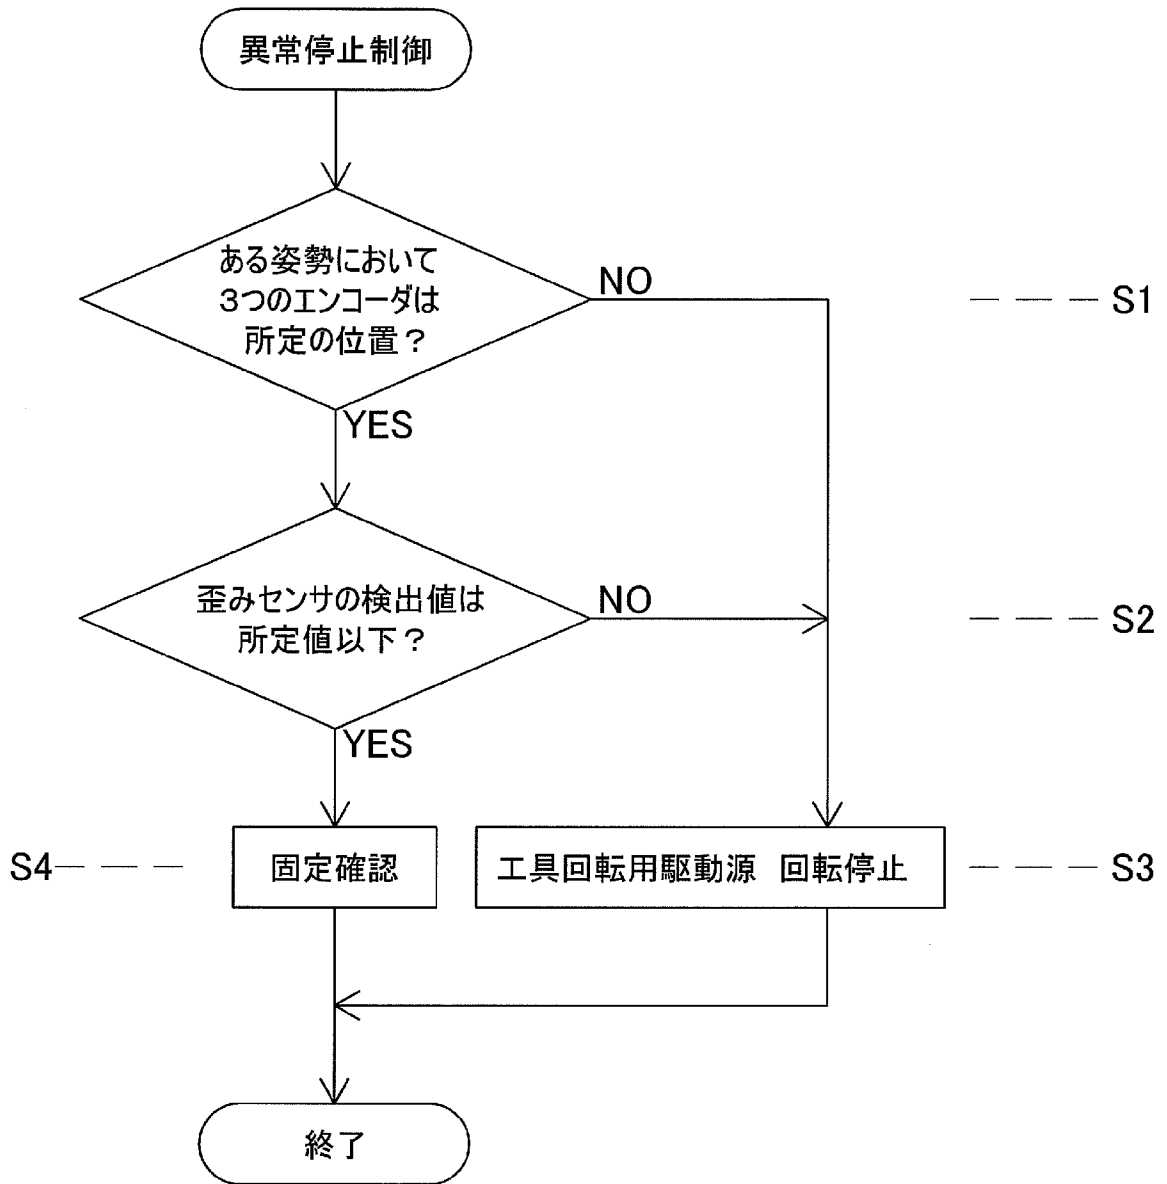 異常停止制御
ある姿勢において
3つのエンコーダは
所定の位置?
NO
S1
YES
歪みセンサの検出値は
所定値以下?
NO
S2
YES
S4
固定確認
工具回転用駆動源 回転停止
S3
終了